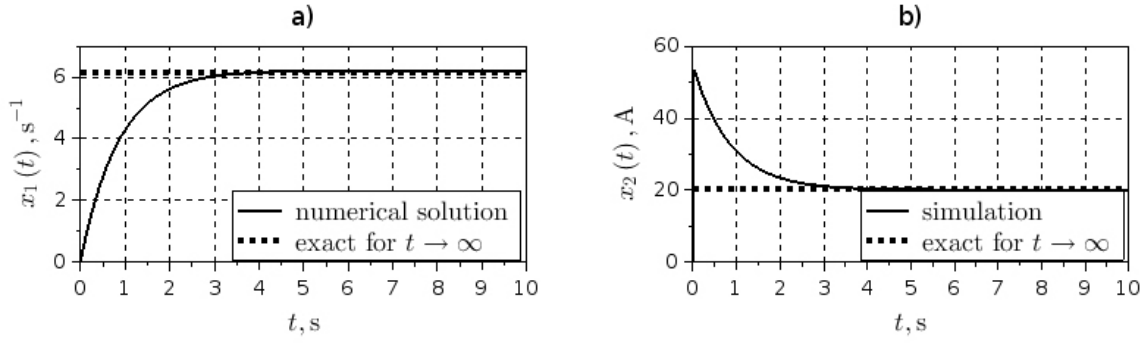 a)
x₁(t), s⁻¹
6
4
2
0
numerical solution
exact for t → ∞
0 1 2 3 4 5 6 7 8 9 10
t, s
b)
x₂(t), A
60
40
20
0
simulation
exact for t → ∞
0 1 2 3 4 5 6 7 8 9 10
t, s